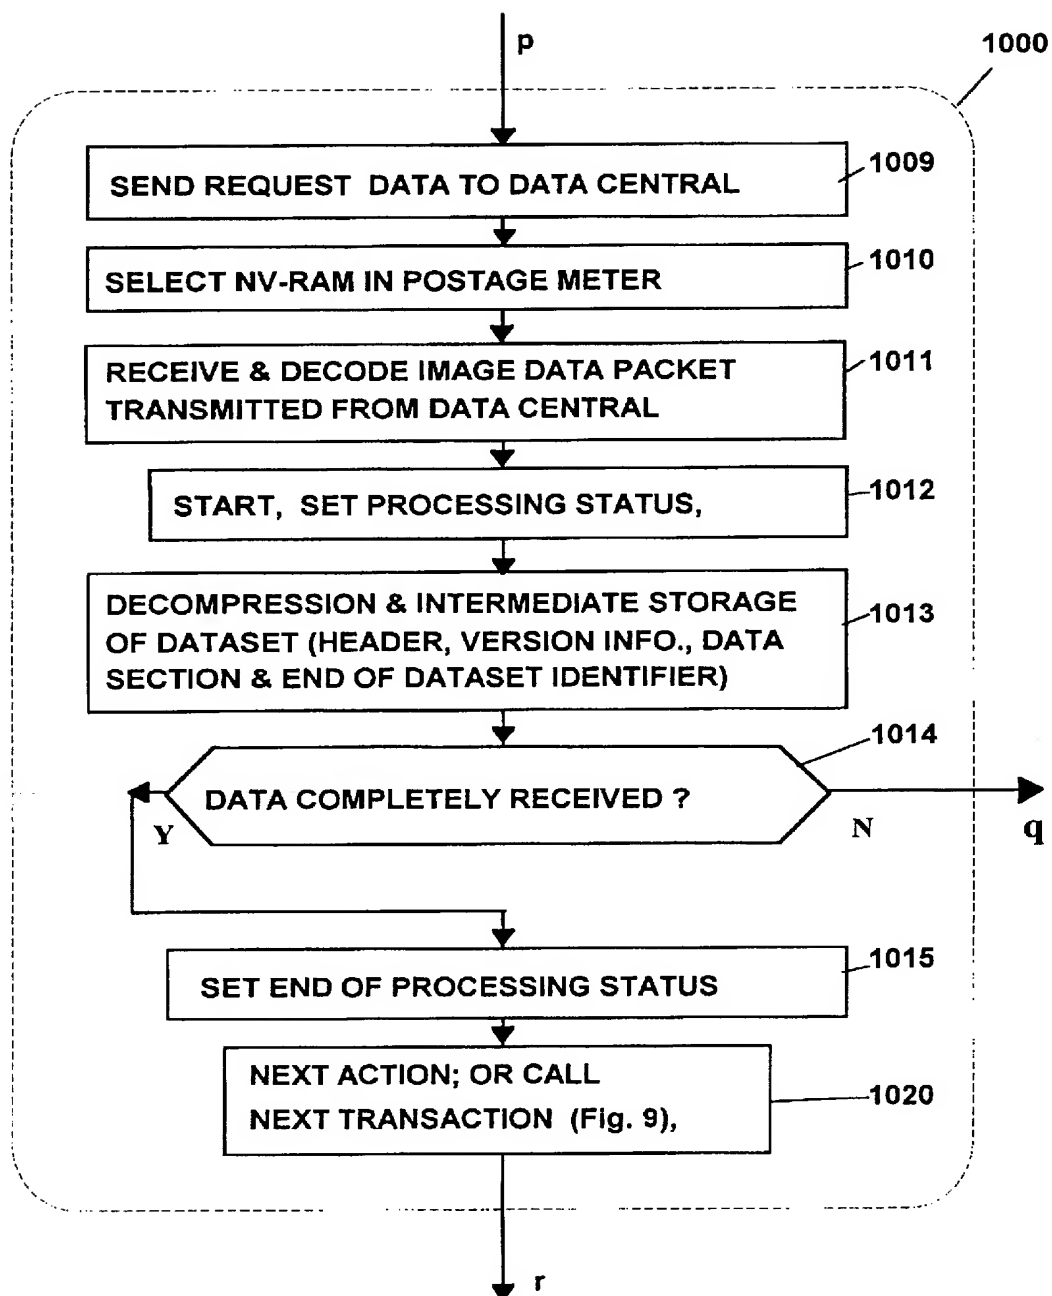 p
1000
SEND REQUEST DATA TO DATA CENTRAL
1009
SELECT NV-RAM IN POSTAGE METER
1010
RECEIVE & DECODE IMAGE DATA PACKET
TRANSMITTED FROM DATA CENTRAL
1011
START, SET PROCESSING STATUS,
1012
DECOMPRESSION & INTERMEDIATE STORAGE
OF DATASET (HEADER, VERSION INFO., DATA
SECTION & END OF DATASET IDENTIFIER)
1013
DATA COMPLETELY RECEIVED ?
1014
Y
N
q
SET END OF PROCESSING STATUS
1015
NEXT ACTION; OR CALL
NEXT TRANSACTION (Fig. 9),
1020
r